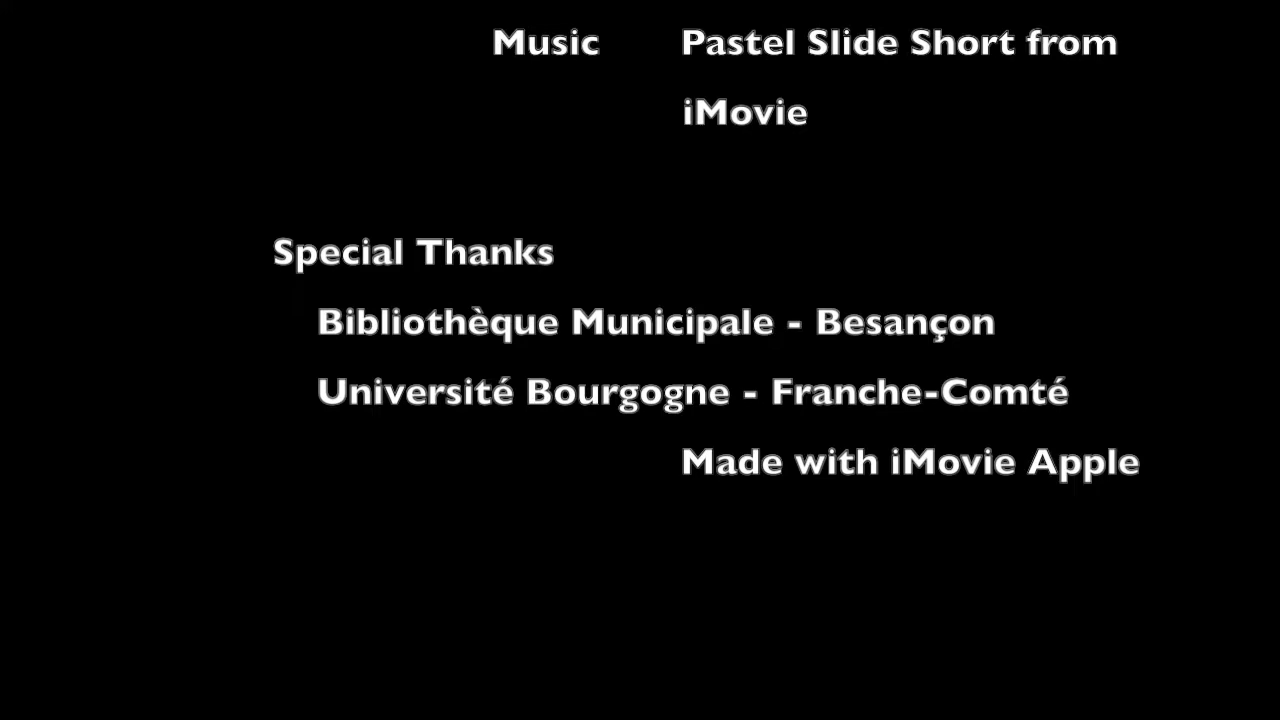 Music Pastel Slide Short from
iMovie
Special Thanks
Bibliothèque Municipale - Besançon
Université Bourgogne - Franche-Comté
Made with iMovie Apple